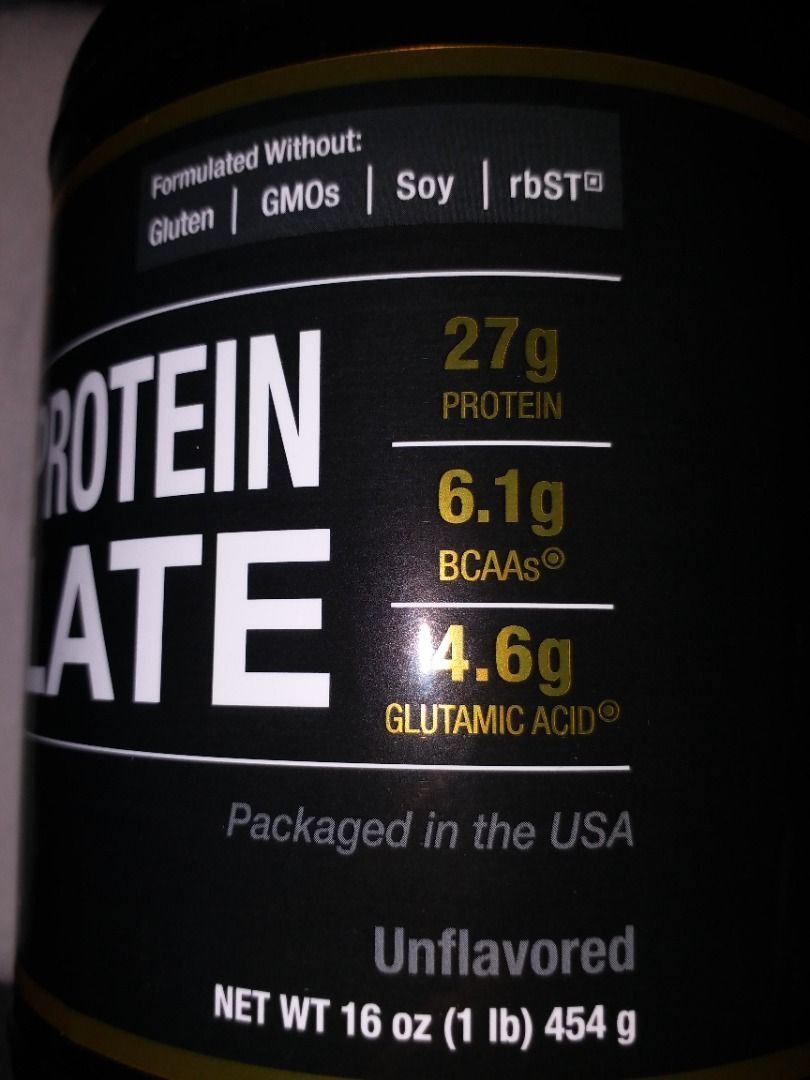 Formulated Without:
Gluten | GMOs | Soy | rbST
PROTEIN
LATE
27g
PROTEIN
6.1g
BCAAs
4.6g
GLUTAMIC ACID
Packaged in the USA
Unflavored
NET WT 16 oz (1 lb) 454 g